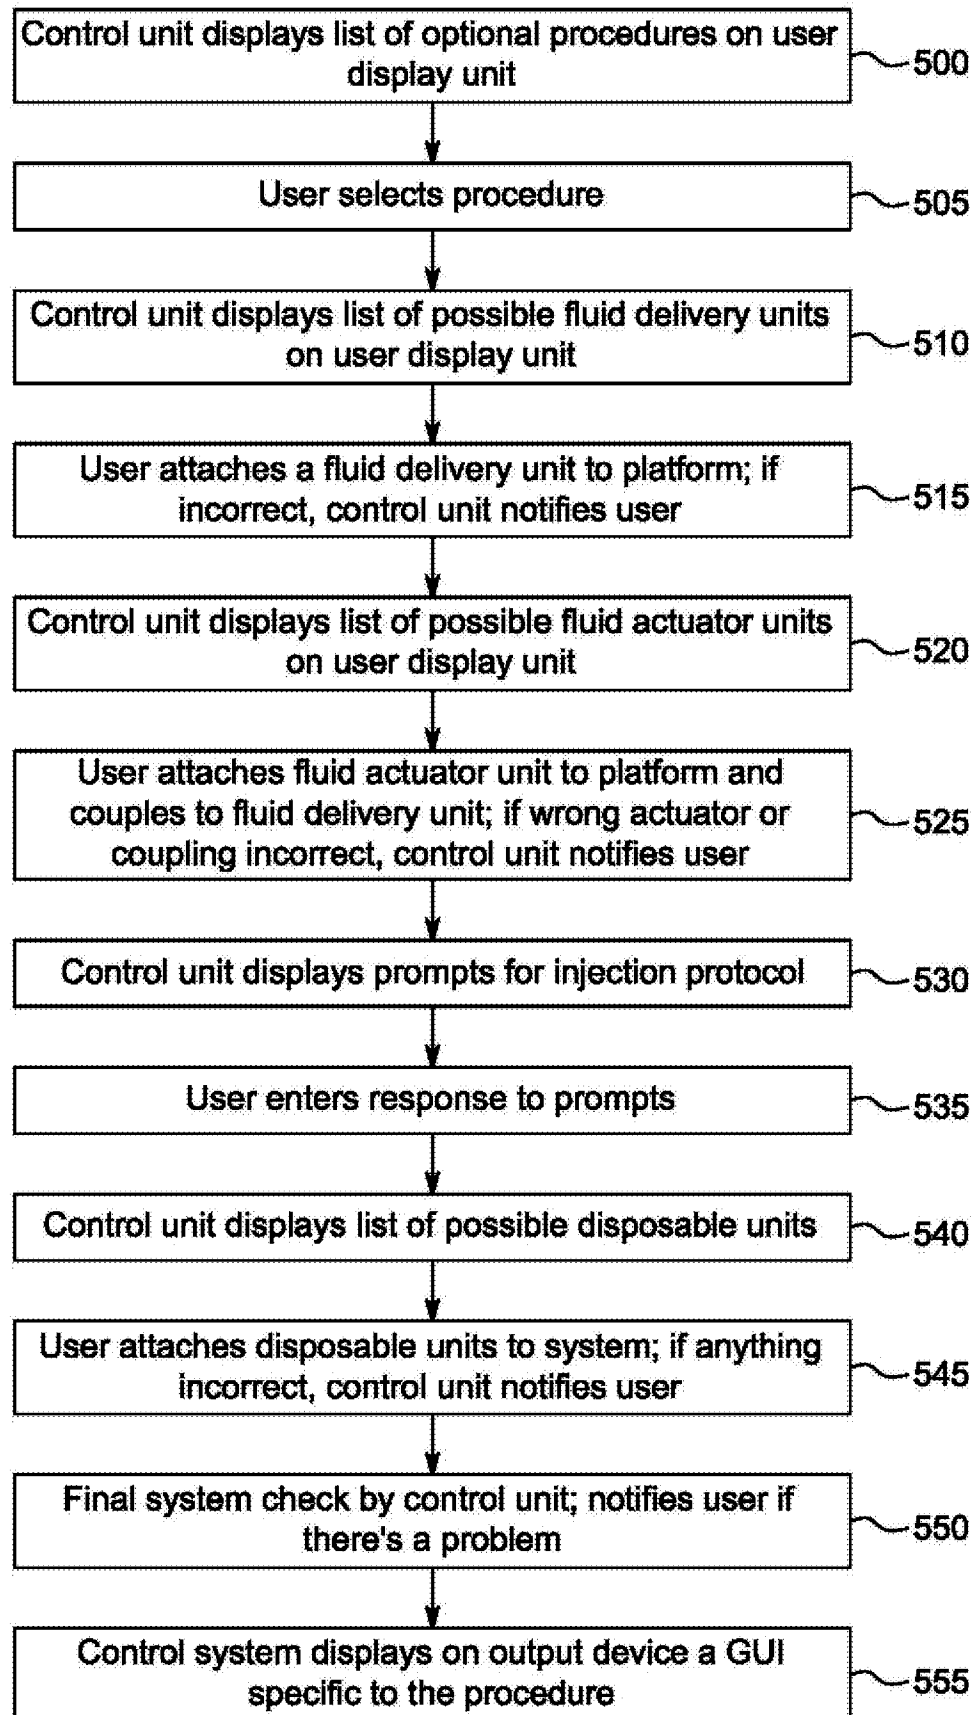 Control unit displays list of optional procedures on user
display unit
500
User selects procedure
505
Control unit displays list of possible fluid delivery units
on user display unit
510
User attaches a fluid delivery unit to platform; if
incorrect, control unit notifies user
515
Control unit displays list of possible fluid actuator units
on user display unit
520
User attaches fluid actuator unit to platform and
couples to fluid delivery unit; if wrong actuator or
coupling incorrect, control unit notifies user
525
Control unit displays prompts for injection protocol
530
User enters response to prompts
535
Control unit displays list of possible disposable units
540
User attaches disposable units to system; if anything
incorrect, control unit notifies user
545
Final system check by control unit; notifies user if
there's a problem
550
Control system displays on output device a GUI
specific to the procedure
555